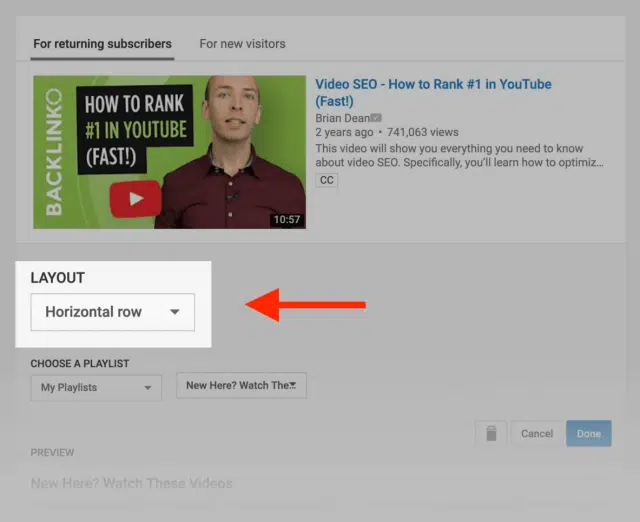 For returning subscribers
For new visitors
BACKLINKO
HOW TO RANK
#1 IN YOUTUBE
(FAST!)
10:57
Video SEO - How to Rank #1 in YouTube
(Fast!)
Brian Dean
2 years ago • 741,063 views
This video will show you everything you need to know
about video SEO. Specifically, you'll learn how to optimiz...
CC
LAYOUT
Horizontal row
CHOOSE A PLAYLIST
My Playlists
New Here? Watch The...
Cancel
Done
PREVIEW
New Here? Watch These Videos